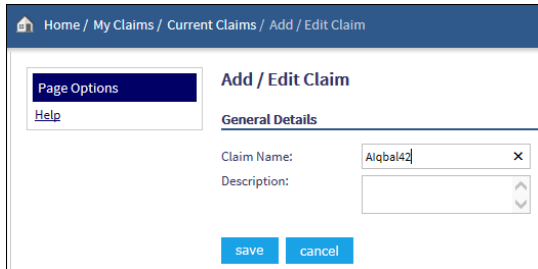 Home / My Claims / Current Claims / Add / Edit Claim
Page Options
Help
Add / Edit Claim
General Details
Claim Name: AIqbal42
Description:
save cancel